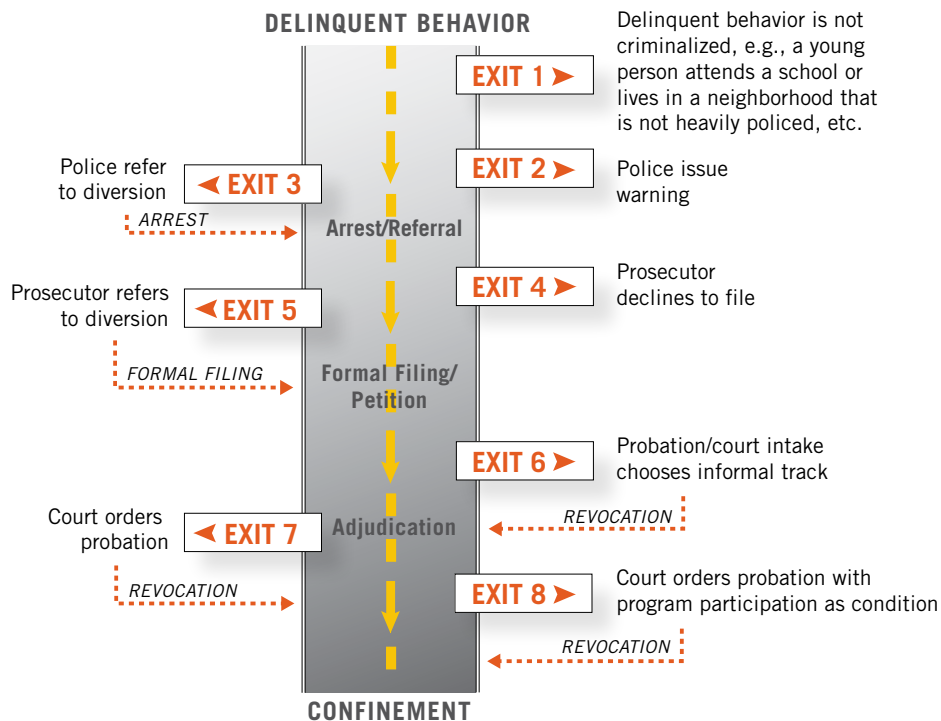 DELINQUENT BEHAVIOR
EXIT 1
Delinquent behavior is not
criminalized, e.g., a young
person attends a school or
lives in a neighborhood that
is not heavily policed, etc.
EXIT 2
Police issue
warning
Police refer
to diversion
EXIT 3
ARREST
Arrest/Referral
EXIT 4
Prosecutor
declines to file
Prosecutor refers
to diversion
EXIT 5
FORMAL FILING
Formal Filing/
Petition
EXIT 6
Probation/court intake
chooses informal track
REVOCATION
Court orders
probation
EXIT 7
Adjudication
REVOCATION
EXIT 8
Court orders probation with
program participation as condition
REVOCATION
CONFINEMENT